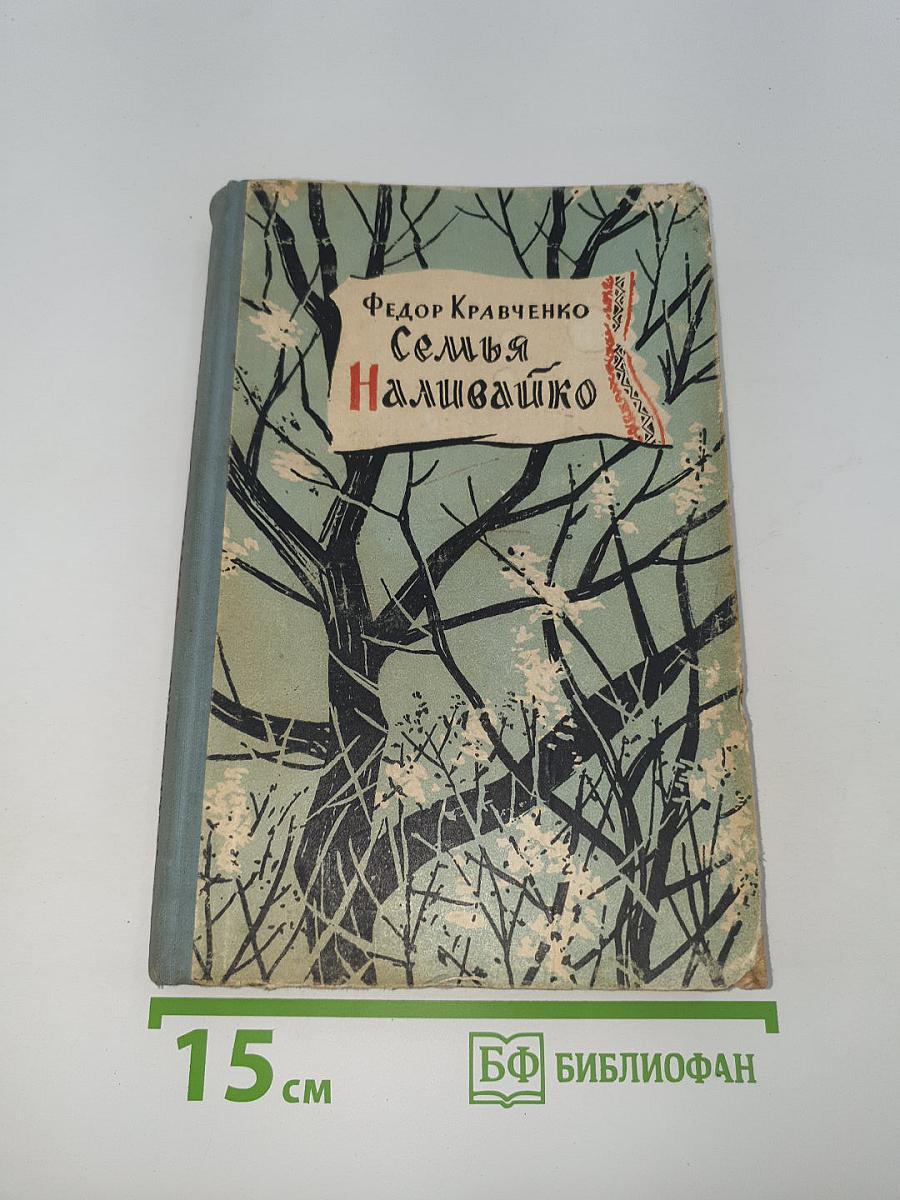 Федор Кравченко
Семья
Наливайко
15 см
БФ БИБЛИОФАН